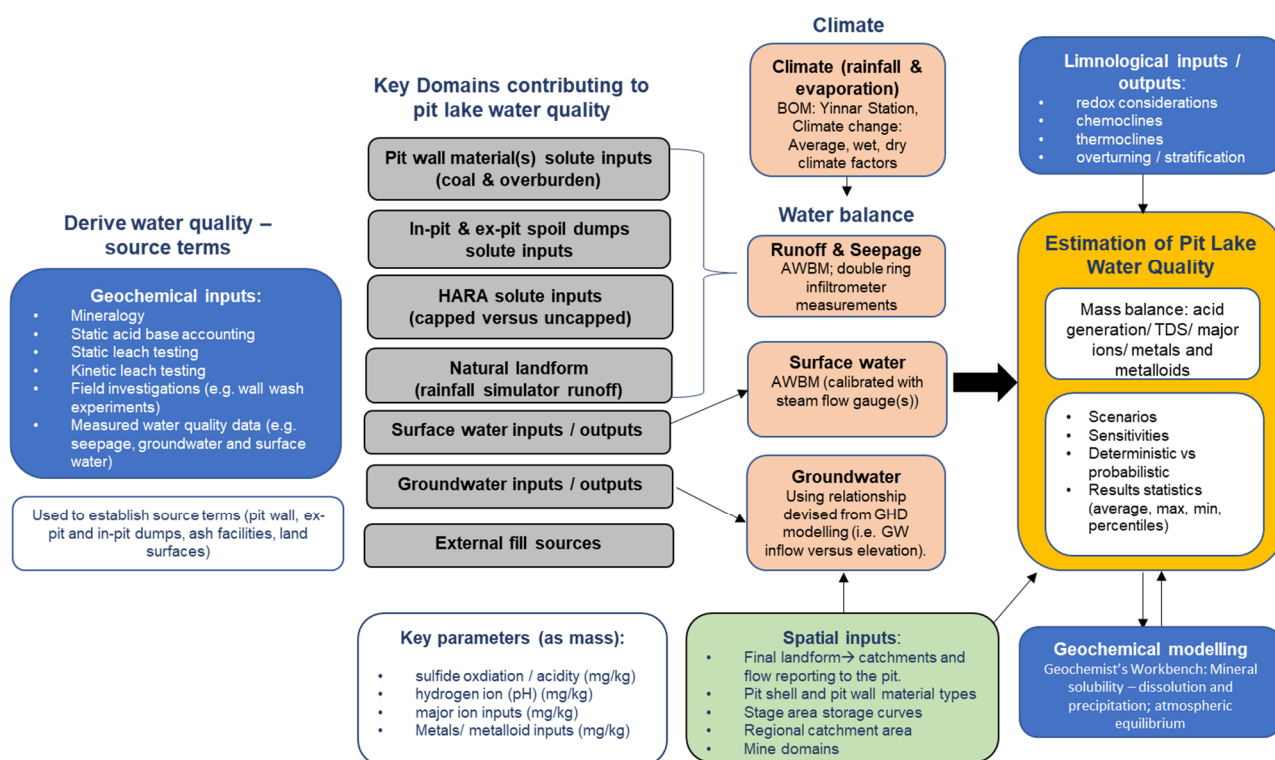 Derive water quality –
source terms
Geochemical inputs:
• Mineralogy
• Static acid base accounting
• Static leach testing
• Kinetic leach testing
• Field investigations (e.g. wall wash
experiments)
• Measured water quality data (e.g.
seepage, groundwater and surface
water)
Used to establish source terms (pit wall, ex-
pit and in-pit dumps, ash facilities, land
surfaces)
Key Domains contributing to
pit lake water quality
Pit wall material(s) solute inputs
(coal & overburden)
In-pit & ex-pit spoil dumps
solute inputs
HARA solute inputs
(capped versus uncapped)
Natural landform
(rainfall simulator runoff)
Surface water inputs / outputs
Groundwater inputs / outputs
External fill sources
Key parameters (as mass):
• sulfide oxdiation / acidity (mg/kg)
• hydrogen ion (pH) (mg/kg)
• major ion inputs (mg/kg)
• Metals/ metalloid inputs (mg/kg)
Climate
Climate (rainfall &
evaporation)
BOM: Yinnar Station,
Climate change:
Average, wet, dry
climate factors
Water balance
Runoff & Seepage
AWBM; double ring
infiltrometer
measurements
Surface water
AWBM (calibrated with
steam flow gauge(s))
Groundwater
Using relationship
devised from GHD
modelling (i.e. GW
inflow versus elevation).
Spatial inputs:
• Final landform→ catchments and
flow reporting to the pit.
• Pit shell and pit wall material types
• Stage area storage curves
• Regional catchment area
• Mine domains
Limnological inputs /
outputs:
• redox considerations
• chemoclines
• thermoclines
• overturning / stratification
Estimation of Pit Lake
Water Quality
Mass balance: acid
generation/ TDS/ major
ions/ metals and
metalloids
• Scenarios
• Sensitivities
• Deterministic vs
probabilistic
• Results statistics
(average, max, min,
percentiles)
Geochemical modelling
Geochemist's Workbench: Mineral
solubility – dissolution and
precipitation; atmospheric
equilibrium